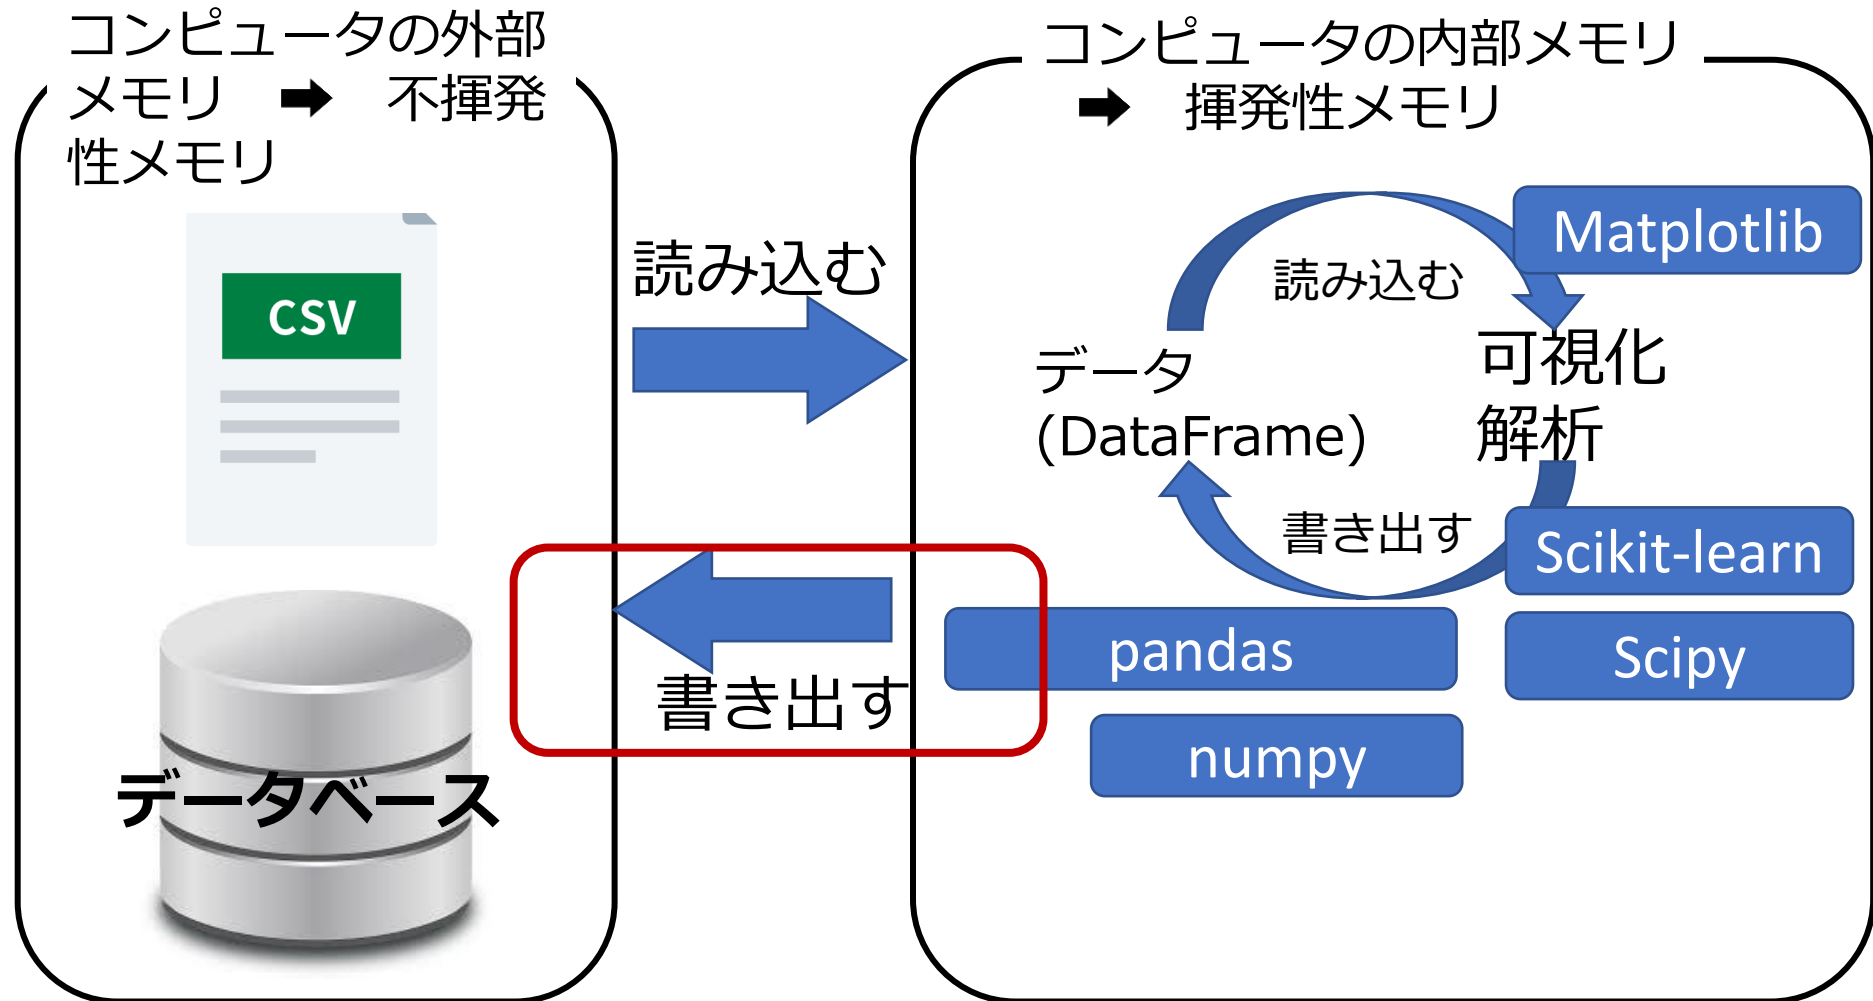 コンピュータの外部
メモリ ➡ 不揮発
性メモリ
CSV
データベース
読み込む
書き出す
コンピュータの内部メモリ
➡ 揮発性メモリ
Matplotlib
読み込む
データ
(DataFrame)
可視化
解析
書き出す
Scikit-learn
pandas
Scipy
numpy